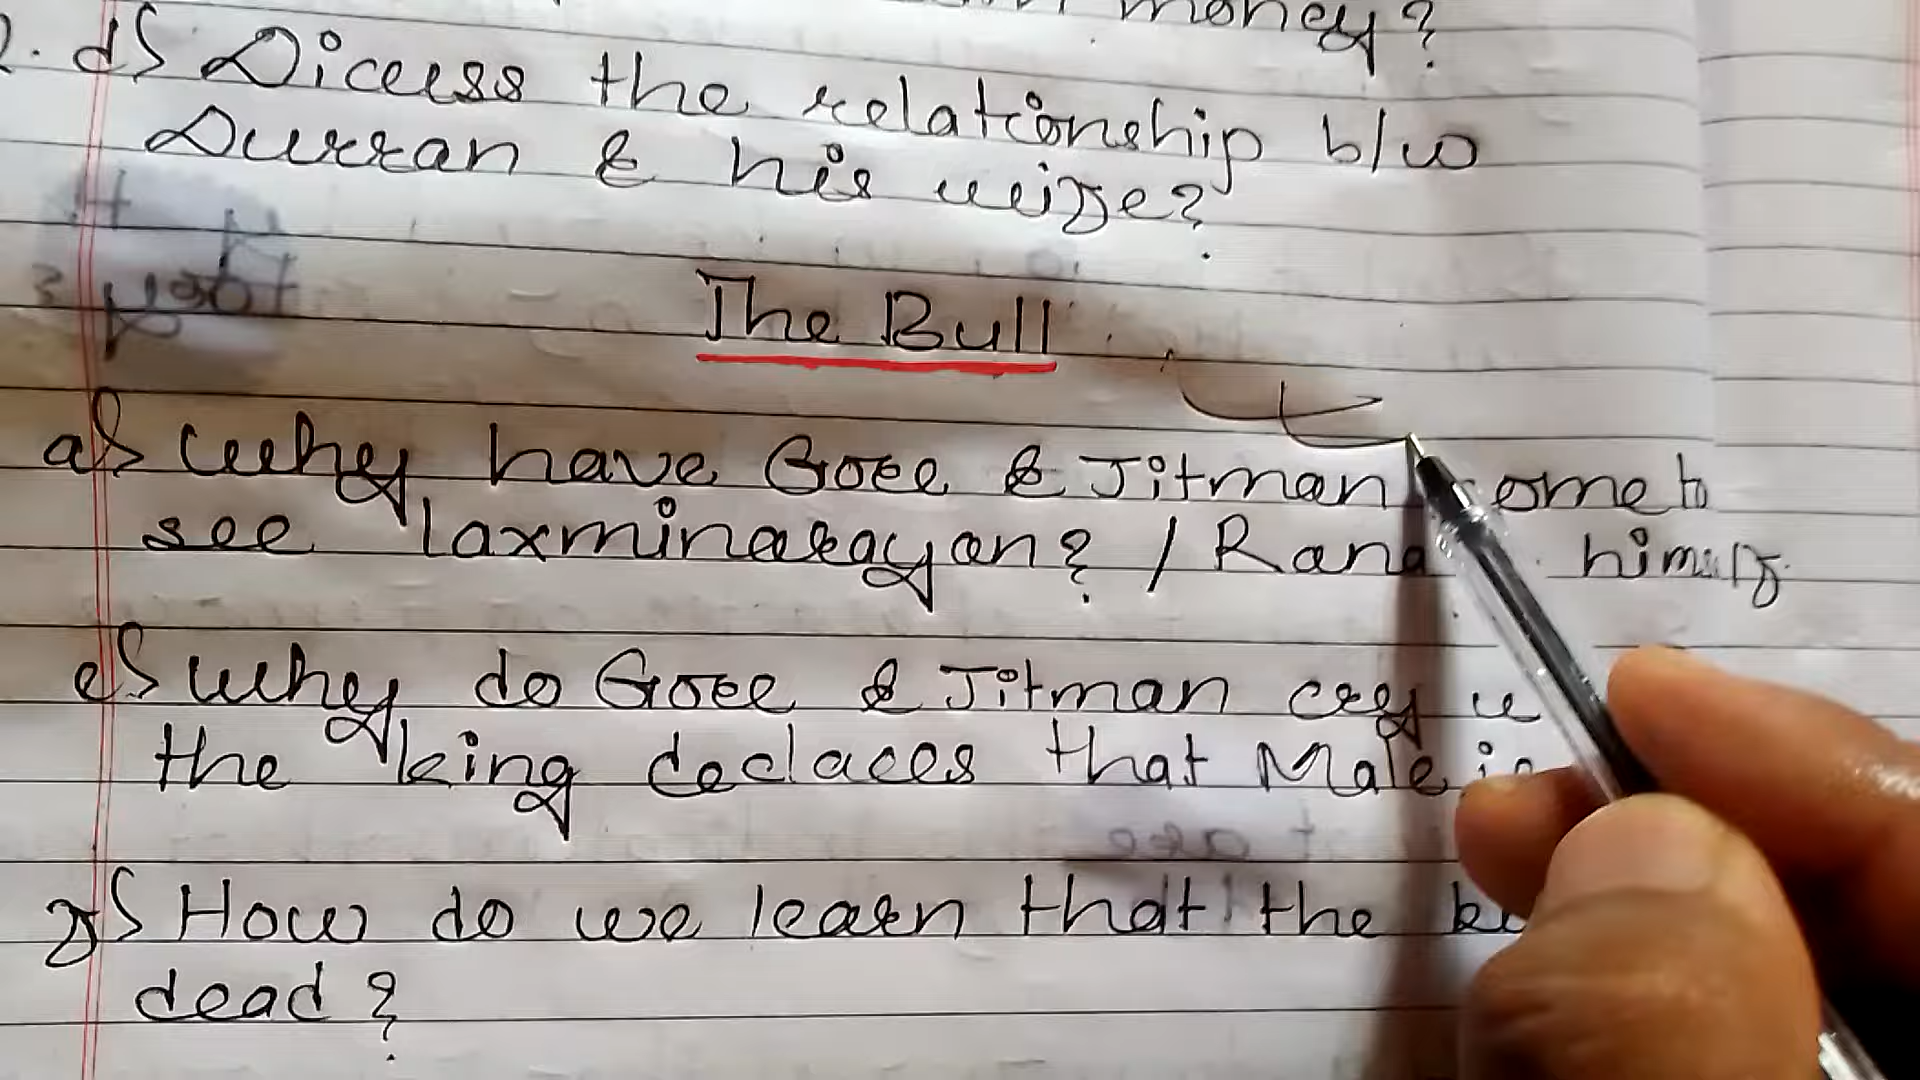 money?
2. d) Dicuss the relationship b/w
Durran & his wife?
The Bull
a) Why have Gore & Jitman come to
see laxminarayan? / Rana himself
e) Why do Gore & Jitman cry
the king declares that Male is
f) How do we learn that the
dead?